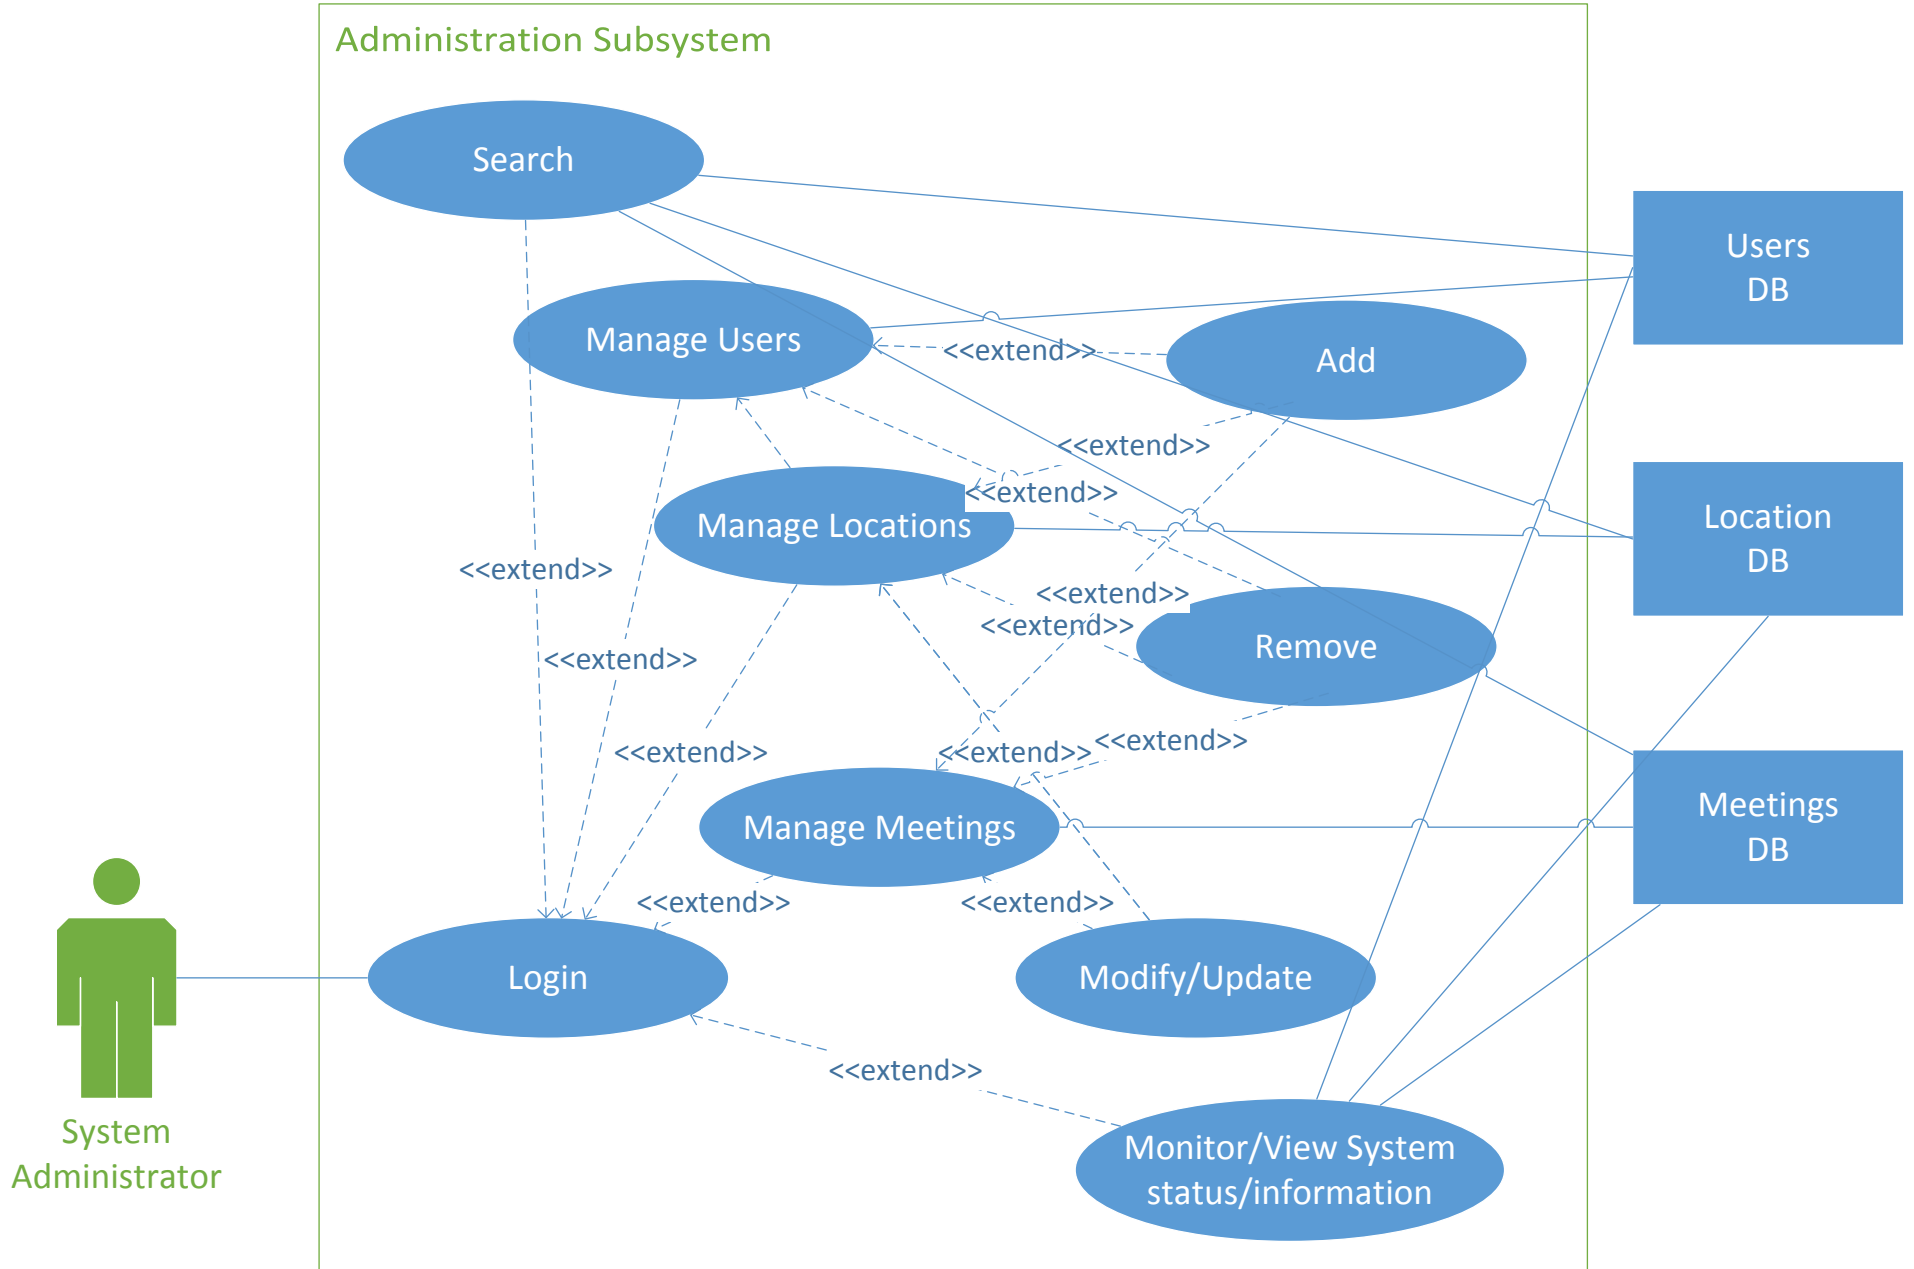 Administration Subsystem
Search
Users
DB
Manage Users
<<extend>>
Add
<<extend>>
<<extend>>
Manage Locations
Location
DB
<<extend>>
<<extend>>
<<extend>>
Remove
<<extend>>
<<extend>>
<<extend>>
<<extend>>
Manage Meetings
Meetings
DB
<<extend>>
<<extend>>
Login
Modify/Update
<<extend>>
System
Administrator
Monitor/View System
status/information